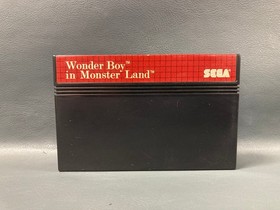 Wonder Boy™
in Monster Land™
SEGA